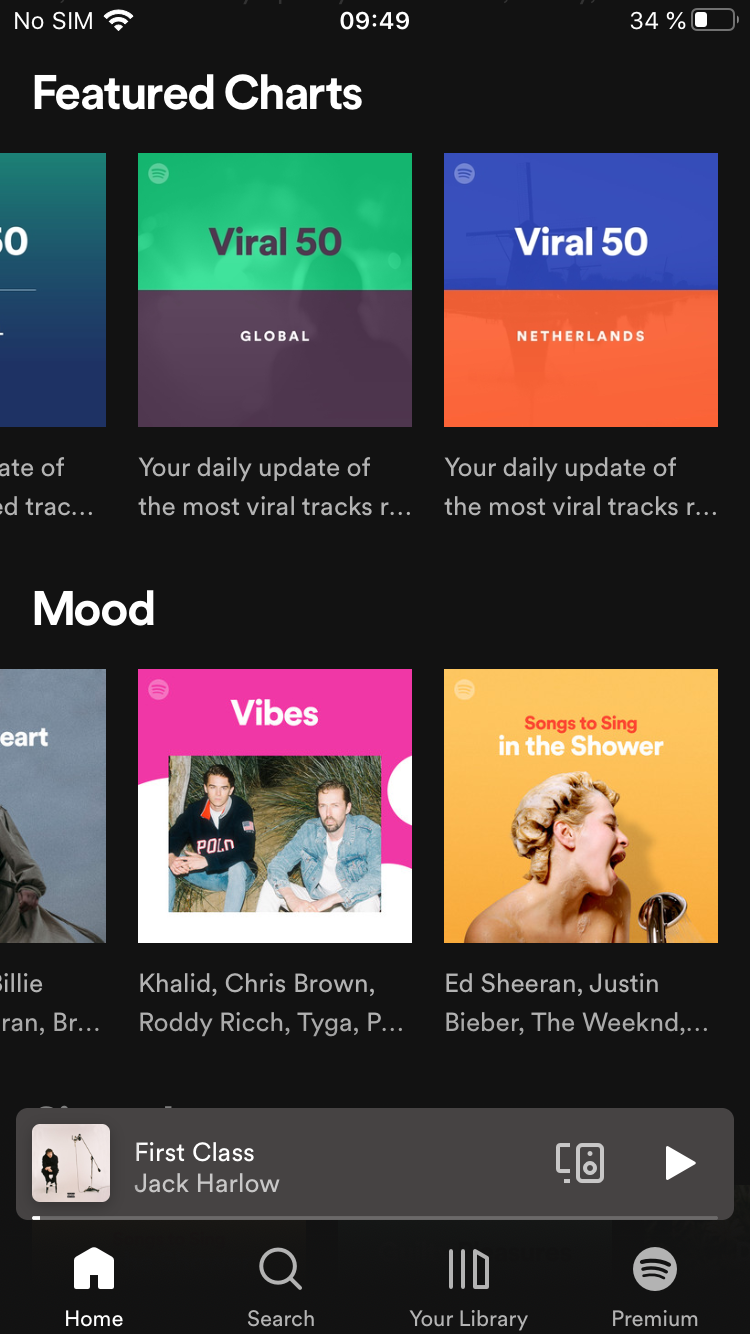 No SIM 09:49 34 %
Featured Charts
50
Viral 50
GLOBAL
Viral 50
NETHERLANDS
ate of
ed trac...
Your daily update of
the most viral tracks r...
Your daily update of
the most viral tracks r...
Mood
eart
Vibes
POLO
Songs to Sing
in the Shower
Billie
ran, Br...
Khalid, Chris Brown,
Roddy Ricch, Tyga, P...
Ed Sheeran, Justin
Bieber, The Weeknd,...
First Class
Jack Harlow
Home
Search
Your Library
Premium